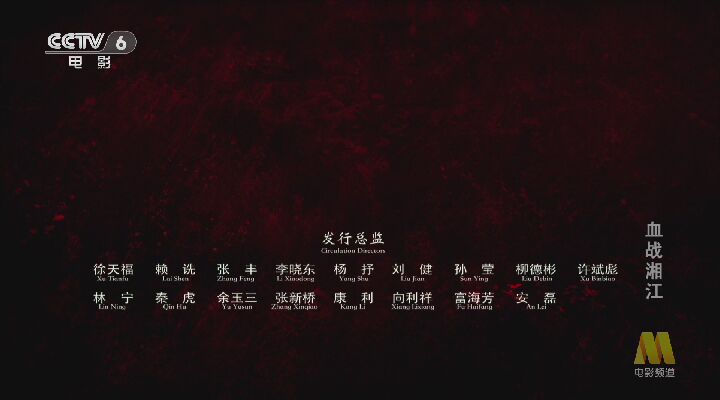 CCTV 6
电影
发行总监
Circulation Directors
徐天福 赖诜 张丰 李晓东 杨抒 刘健 孙莹 柳德彬 许斌彪
Xu Tianfu Lai Shen Zhang Feng Li Xiaodong Yang Shu Liu Jian Sun Ying Liu Debin Xu Binbiao
林宁 秦虎 余玉三 张新桥 康利 向利祥 富海芳 安磊
Lin Ning Qin Hu Yu Yusan Zhang Xinqiao Kang Li Xiang Lixiang Fu Haifang An Lei
血战湘江
电影频道